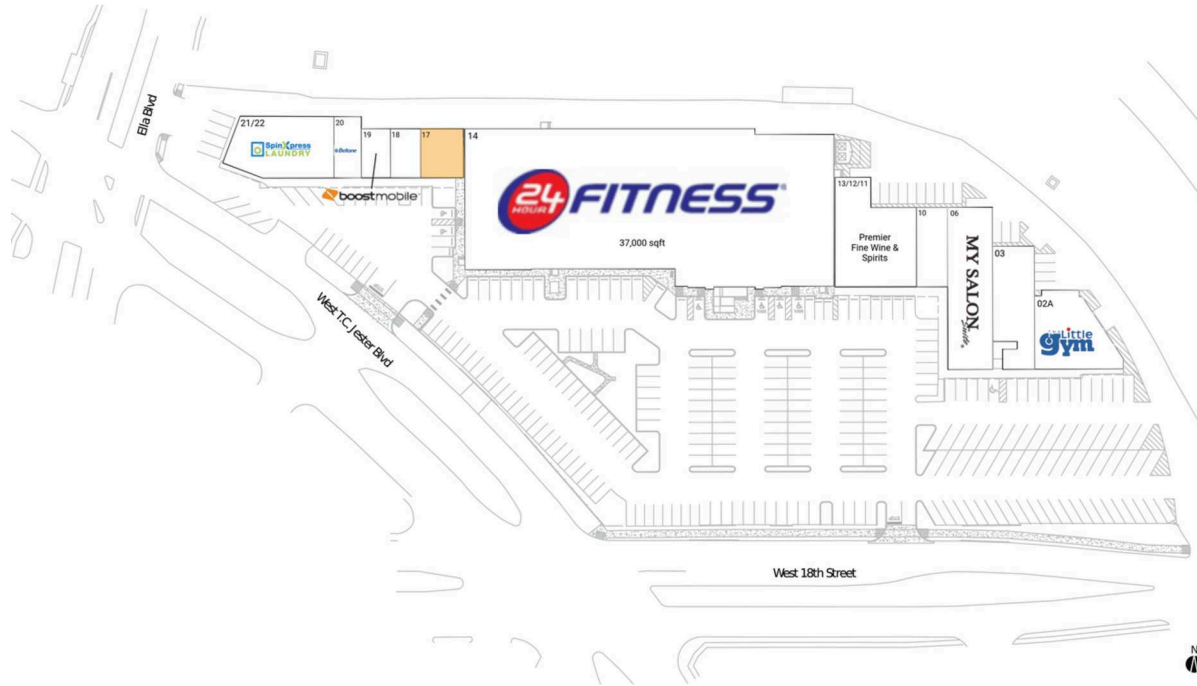 Ella Blvd
21/22
SpinXpress
LAUNDRY
20
19
18
17
boostmobile
14
24
HOUR
FITNESS
37,000 sqft
13/12/11
Premier
Fine Wine &
Spirits
10
06
MY SALON
Suite
03
02A
the Little
gym
West T.C. Jester Blvd
West 18th Street
N